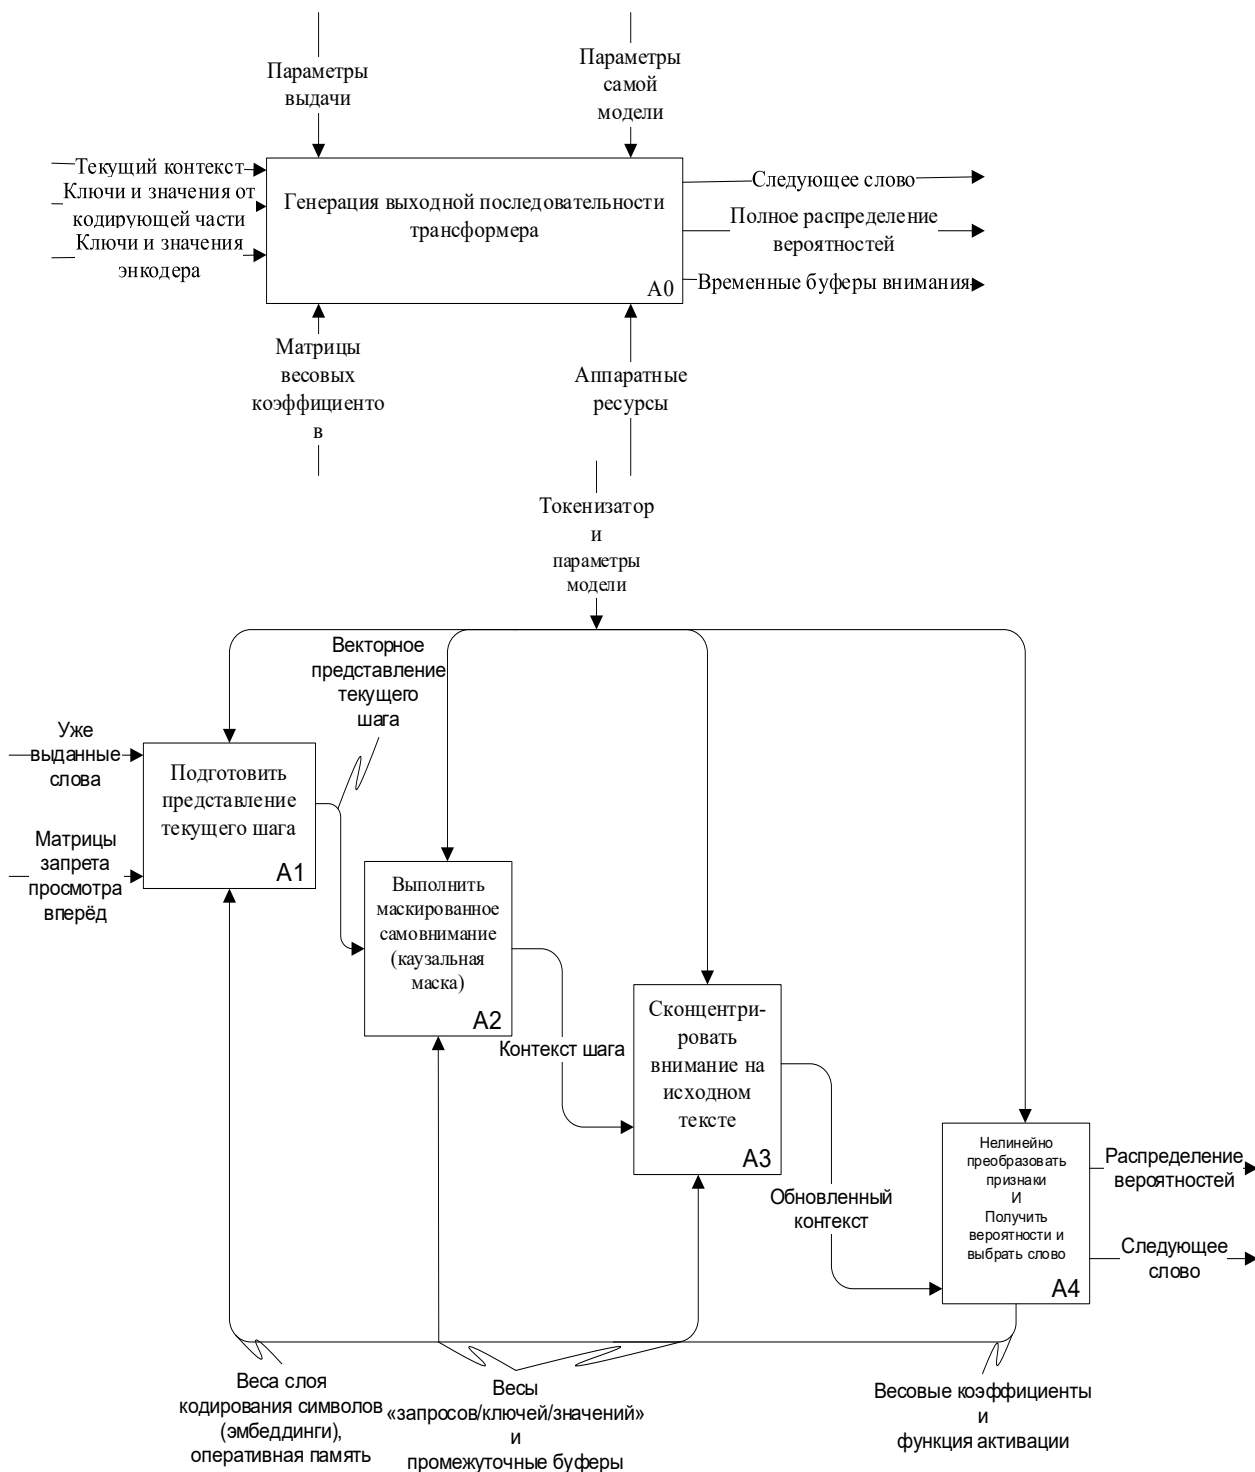 Параметры
выдачи
Параметры
самой
модели
Текущий контекст
Ключи и значения от
кодирующей части
Ключи и значения
энкодера
Генерация выходной последовательности
трансформера
A0
Следующее слово
Полное распределение
вероятностей
Временные буферы внимания
Матрицы
весовых
коэффициенто
в
Аппаратные
ресурсы
Токенизатор
и
параметры
модели
Векторное
представление
текущего
шага
Уже
выданные
слова
Матрицы
запрета
просмотра
вперёд
Подготовить
представление
текущего шага
A1
Выполнить
маскированное
самовнимание
(каузальная
маска)
A2
Контекст шага
Сконцентри-
ровать
внимание на
исходном
тексте
A3
Обновленный
контекст
Нелинейно
преобразовать
признаки
И
Получить
вероятности и
выбрать слово
A4
Распределение
вероятностей
Следующее
слово
Веса слоя
кодирования символов
(эмбеддинги),
оперативная память
Весы
«запросов/ключей/значений»
и
промежуточные буферы
Весовые коэффициенты
и
функция активации